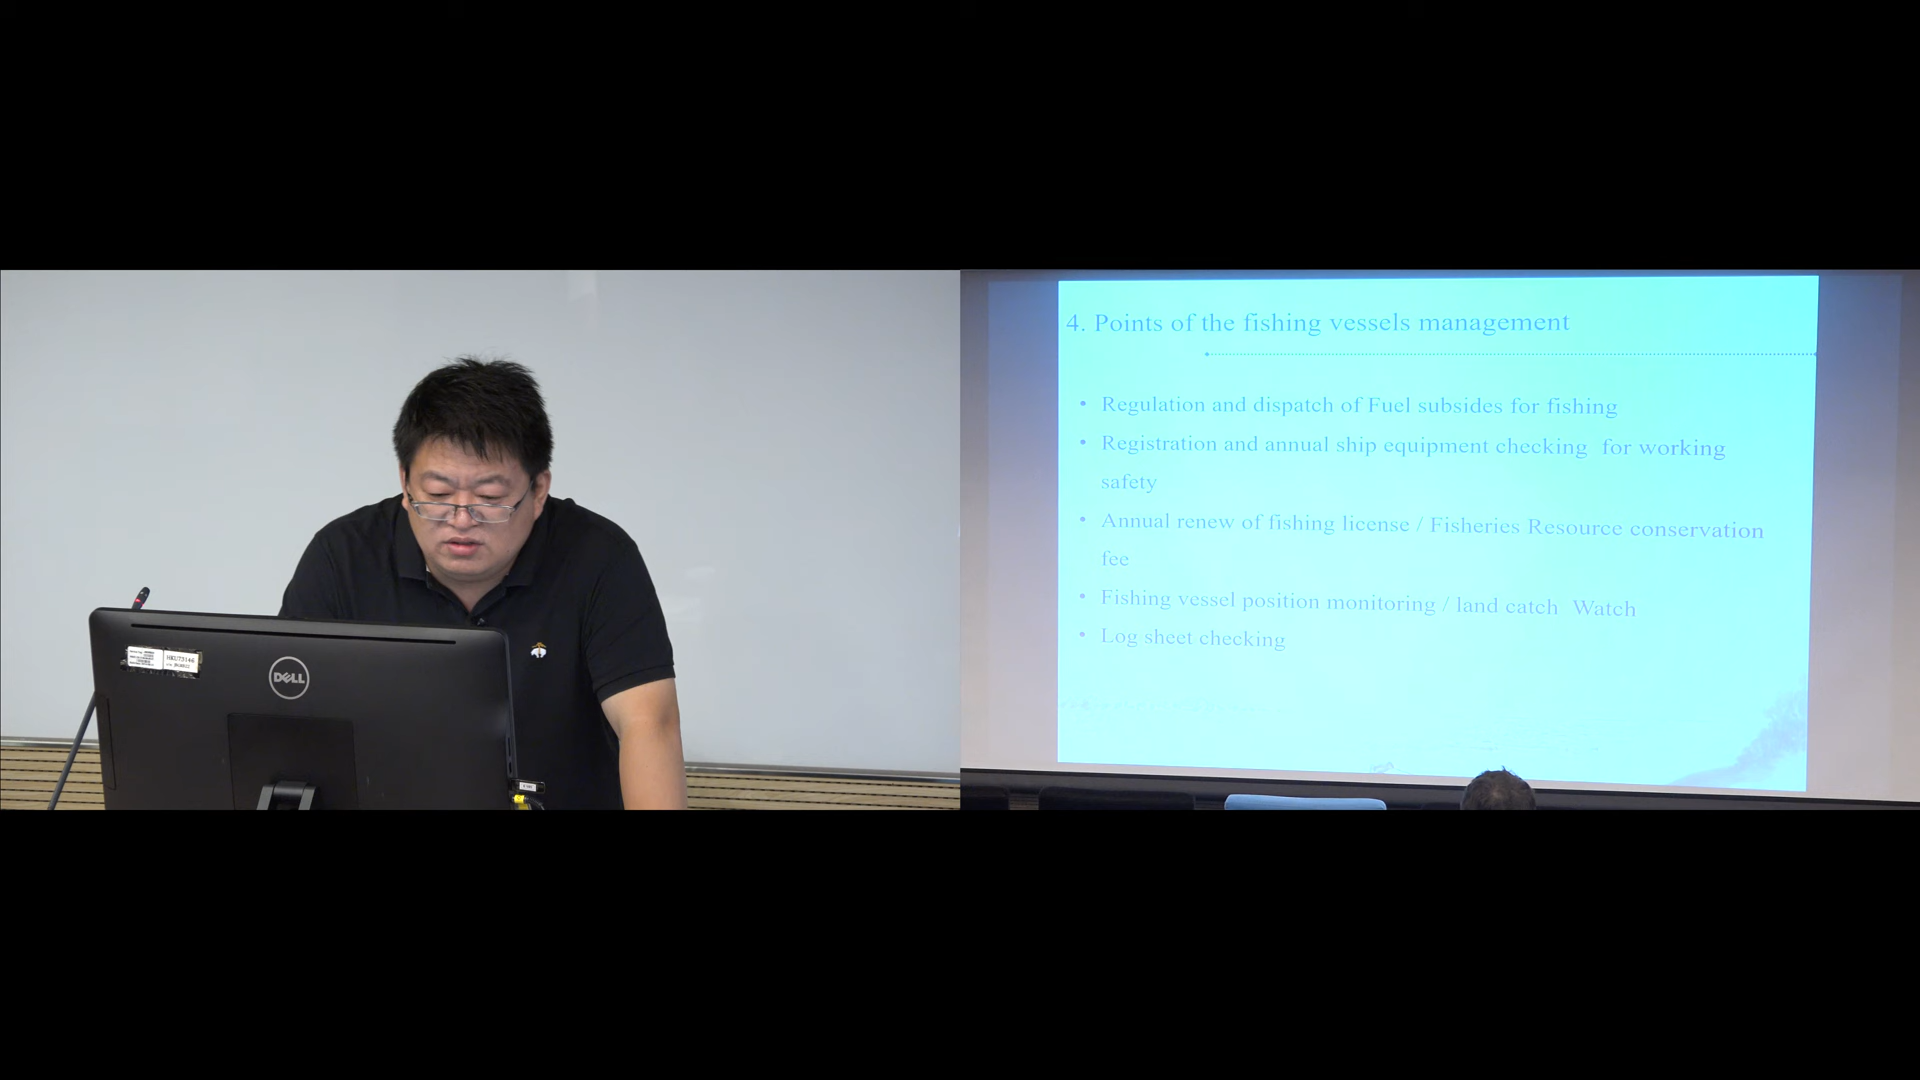 DELL
HKU73146
4. Points of the fishing vessels management
• Regulation and dispatch of Fuel subsides for fishing
• Registration and annual ship equipment checking for working
safety
• Annual renew of fishing license / Fisheries Resource conservation
fee
• Fishing vessel position monitoring / land catch Watch
• Log sheet checking